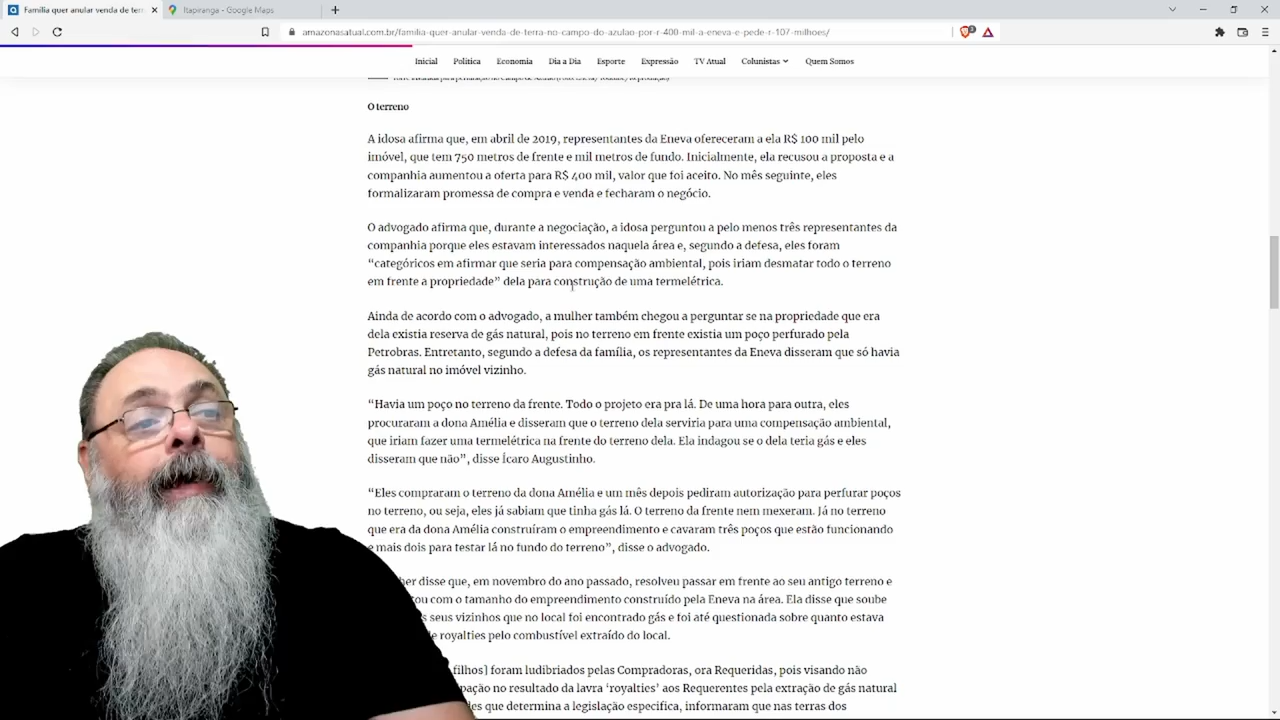 Família quer anular venda de ter
Itapiranga - Google Maps
amazonasatual.com.br/familia-quer-anular-venda-de-terra-no-campo-do-azulao-por-r-400-mil-a-eneva-e-pede-r-107-milhoes/
Inicial Política Economia Dia a Dia Esporte Expressão TV Atual Colunistas Quem Somos
O terreno
A idosa afirma que, em abril de 2019, representantes da Eneva ofereceram a ela R$ 100 mil pelo
imóvel, que tem 750 metros de frente e mil metros de fundo. Inicialmente, ela recusou a proposta e a
companhia aumentou a oferta para R$ 400 mil, valor que foi aceito. No mês seguinte, eles
formalizaram promessa de compra e venda e fecharam o negócio.
O advogado afirma que, durante a negociação, a idosa perguntou a pelo menos três representantes da
companhia porque eles estavam interessados naquela área e, segundo a defesa, eles foram
“categóricos em afirmar que seria para compensação ambiental, pois iriam desmatar todo o terreno
em frente a propriedade” dela para construção de uma termelétrica.
Ainda de acordo com o advogado, a mulher também chegou a perguntar se na propriedade que era
dela existia reserva de gás natural, pois no terreno em frente existia um poço perfurado pela
Petrobras. Entretanto, segundo a defesa da família, os representantes da Eneva disseram que só havia
gás natural no imóvel vizinho.
“Havia um poço no terreno da frente. Todo o projeto era pra lá. De uma hora para outra, eles
procuraram a dona Amélia e disseram que o terreno dela serviria para uma compensação ambiental,
que iriam fazer uma termelétrica na frente do terreno dela. Ela indagou se o dela teria gás e eles
disseram que não”, disse Ícaro Augustinho.
“Eles compraram o terreno da dona Amélia e um mês depois pediram autorização para perfurar poços
no terreno, ou seja, eles já sabiam que tinha gás lá. O terreno da frente nem mexeram. Já no terreno
que era da dona Amélia construíram o empreendimento e cavaram três poços que estão funcionando
e mais dois para testar lá no fundo do terreno”, disse o advogado.
her disse que, em novembro do ano passado, resolveu passar em frente ao seu antigo terreno e
tou com o tamanho do empreendimento construído pela Eneva na área. Ela disse que soube
s seus vizinhos que no local foi encontrado gás e foi até questionada sobre quanto estava
e royalties pelo combustível extraído do local.
filhos] foram ludibriados pelas Compradoras, ora Requeridas, pois visando não
pação no resultado da lavra ‘royalties’ aos Requerentes pela extração de gás natural
des que determina a legislação especifica, informaram que nas terras dos